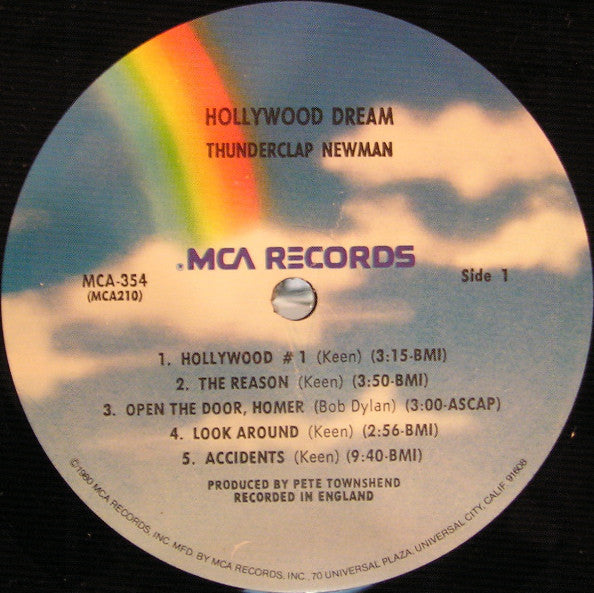 HOLLYWOOD DREAM
THUNDERCLAP NEWMAN
MCA RECORDS
MCA-354
(MCA210)
Side 1
1. HOLLYWOOD #1 (Keen) (3:15-BMI)
2. THE REASON (Keen) (3:50-BMI)
3. OPEN THE DOOR, HOMER (Bob Dylan) (3:00-ASCAP)
4. LOOK AROUND (Keen) (2:56-BMI)
5. ACCIDENTS (Keen) (9:40-BMI)
PRODUCED BY PETE TOWNSHEND
RECORDED IN ENGLAND
©1980 MCA RECORDS, INC. MFD. BY MCA RECORDS, INC., 70 UNIVERSAL PLAZA, UNIVERSAL CITY, CALIF. 91608